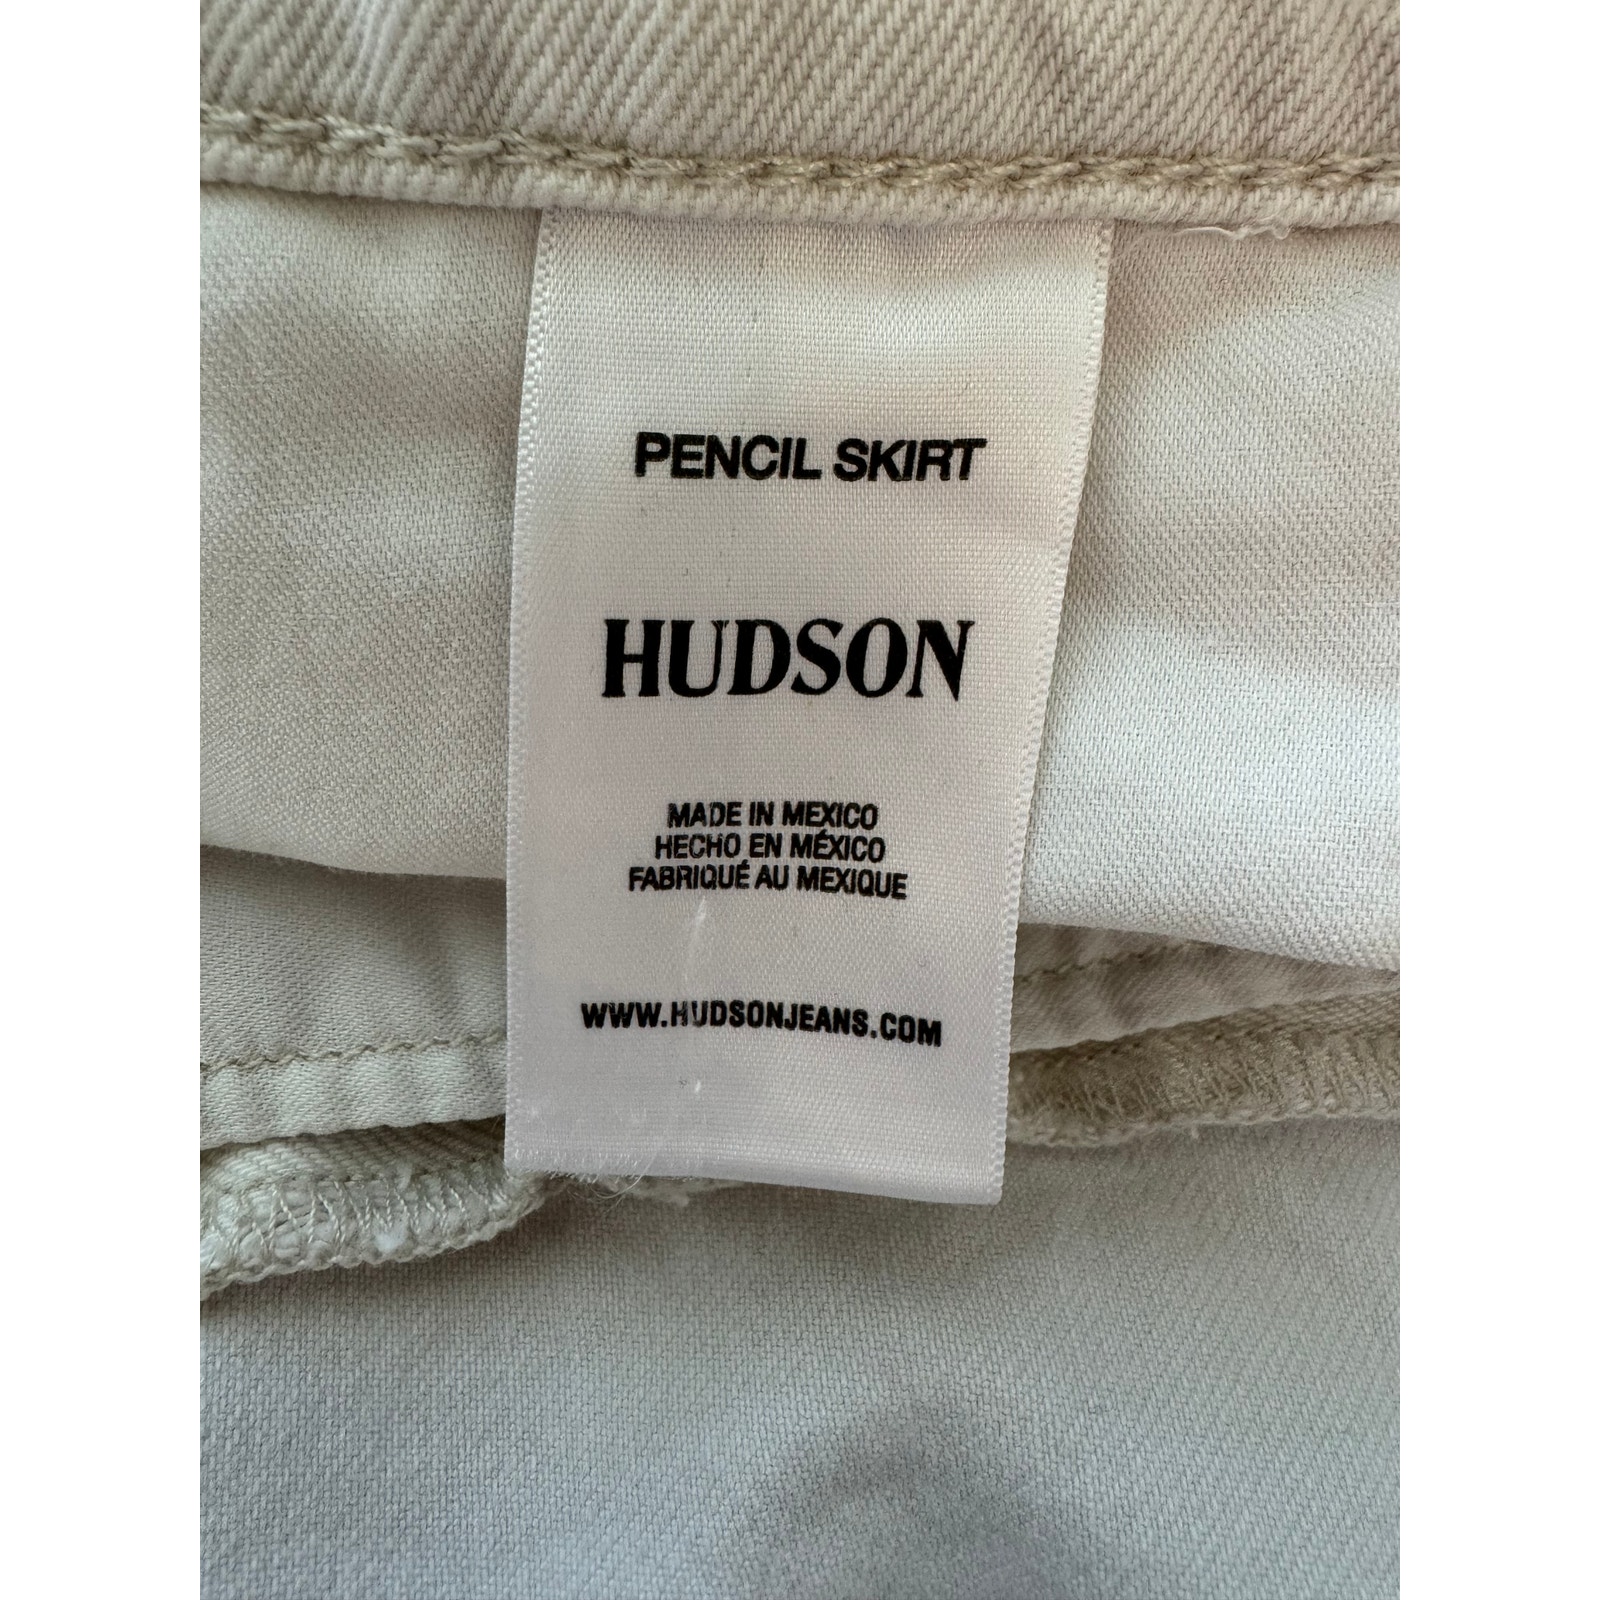 PENCIL SKIRT
HUDSON
MADE IN MEXICO
HECHO EN MÉXICO
FABRIQUÉ AU MEXIQUE
WWW.HUDSONJEANS.COM